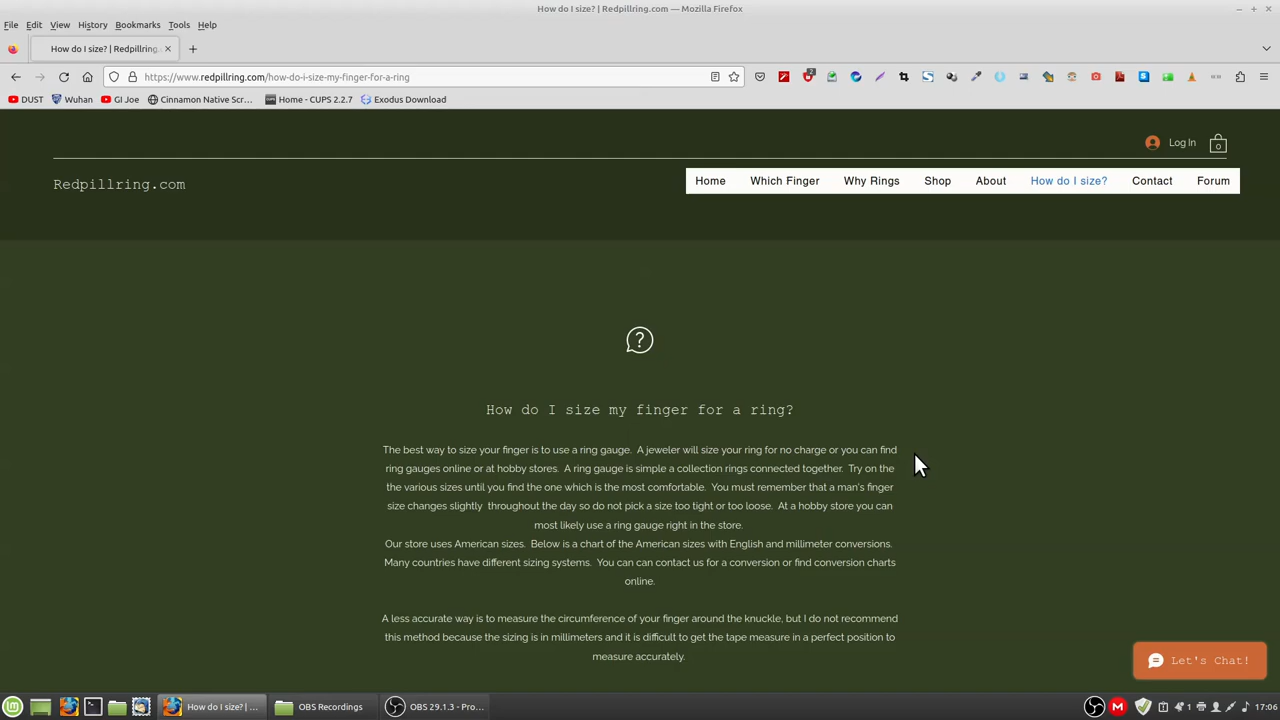 How do I size? | Redpillring.com — Mozilla Firefox
File Edit View History Bookmarks Tools Help
How do I size? | Redpillring.
https://www.redpillring.com/how-do-i-size-my-finger-for-a-ring
DUST Wuhan GI Joe Cinnamon Native Scr... Home - CUPS 2.2.7 Exodus Download
Log In 0
Redpillring.com
Home Which Finger Why Rings Shop About How do I size? Contact Forum
How do I size my finger for a ring?
The best way to size your finger is to use a ring gauge. A jeweler will size your ring for no charge or you can find
ring gauges online or at hobby stores. A ring gauge is simple a collection rings connected together. Try on the
the various sizes until you find the one which is the most comfortable. You must remember that a man's finger
size changes slightly throughout the day so do not pick a size too tight or too loose. At a hobby store you can
most likely use a ring gauge right in the store.
Our store uses American sizes. Below is a chart of the American sizes with English and millimeter conversions.
Many countries have different sizing systems. You can can contact us for a conversion or find conversion charts
online.
A less accurate way is to measure the circumference of your finger around the knuckle, but I do not recommend
this method because the sizing is in millimeters and it is difficult to get the tape measure in a perfect position to
measure accurately.
Let's Chat!
How do I size? | ... OBS Recordings OBS 29.1.3 - Pro... 1 17:06